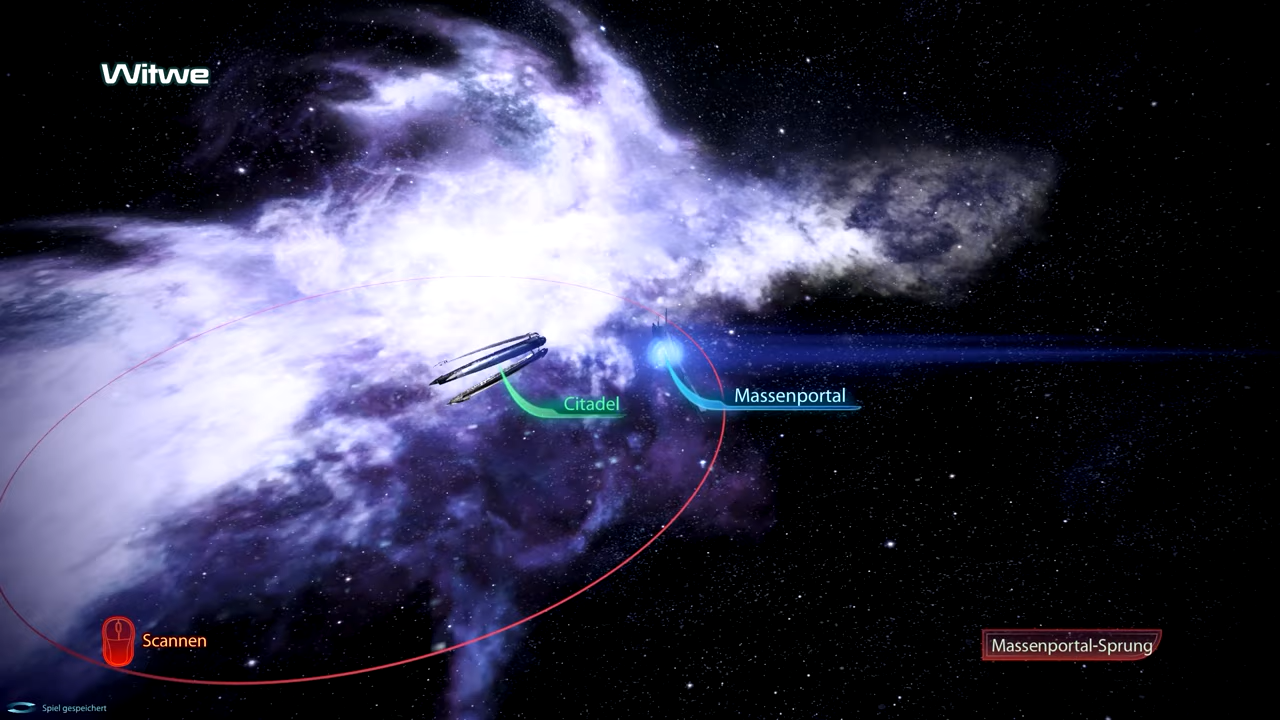 Witwe
Citadel
Massenportal
Scannen
Massenportal-Sprung
Spiel gespeichert